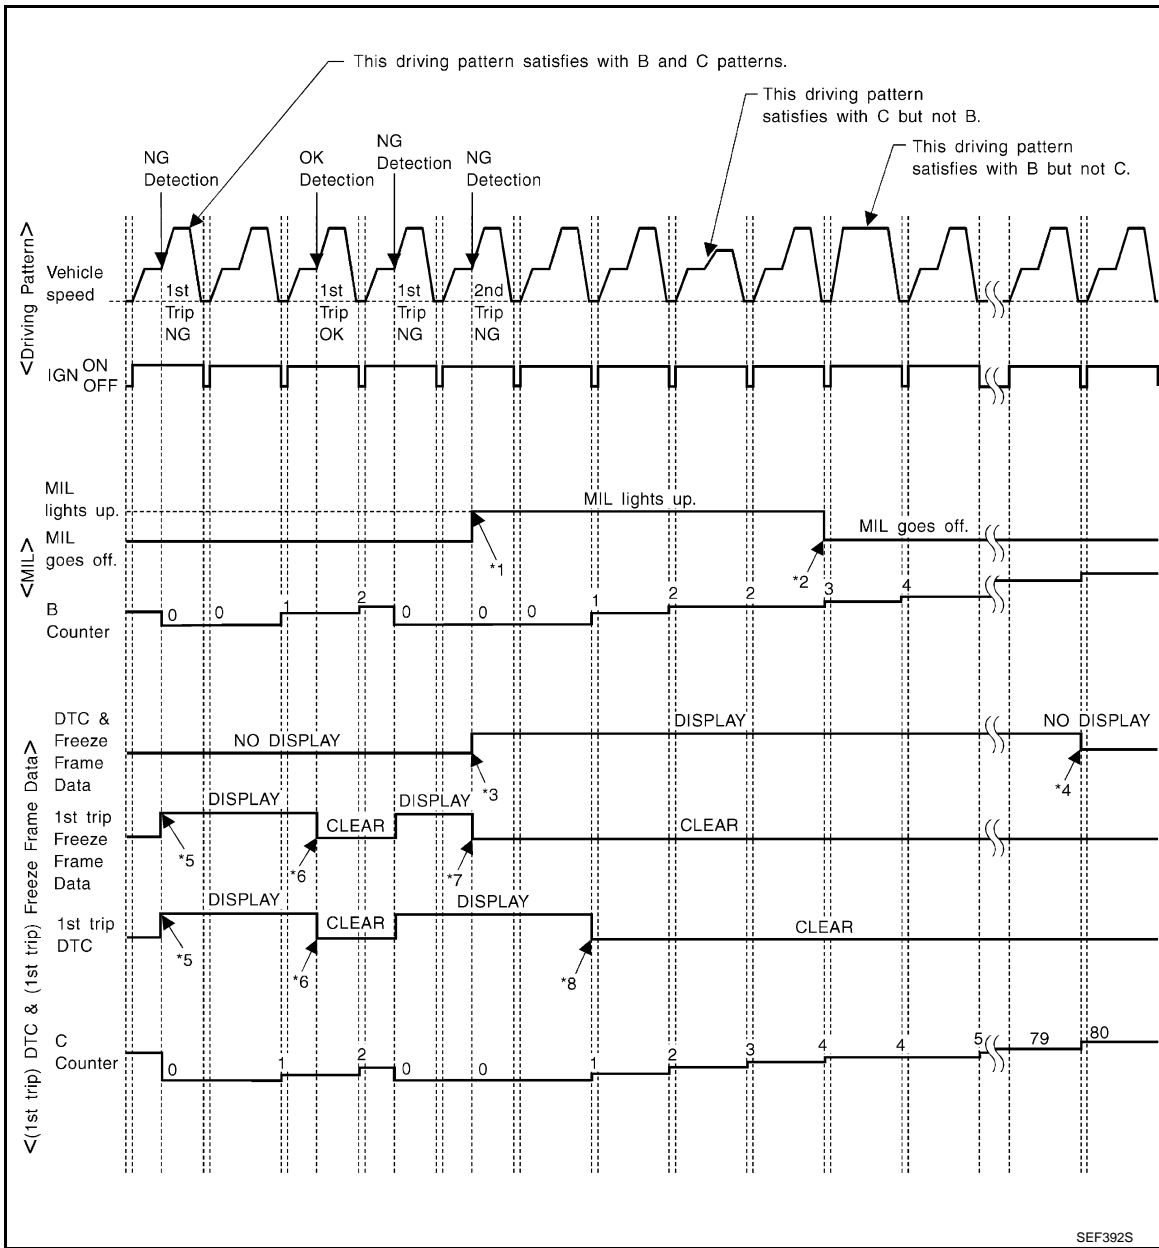 This driving pattern satisfies with B and C patterns.
This driving pattern
satisfies with C but not B.
This driving pattern
satisfies with B but not C.
NG
Detection
OK
Detection
NG
Detection
NG
Detection
<Driving Pattern>
Vehicle
speed
1st
Trip
NG
1st
Trip
OK
1st
Trip
NG
2nd
Trip
NG
IGN ON
OFF
<MIL>
MIL
lights up.
MIL
goes off.
MIL lights up.
MIL goes off.
*1
*2
B
Counter
0 0 1 2 0 0 0 1 2 2 3 4
<(1st trip) DTC & (1st trip) Freeze Frame Data>
DTC &
Freeze
Frame
Data
NO DISPLAY
DISPLAY
NO DISPLAY
*3
*4
1st trip
Freeze
Frame
Data
DISPLAY
CLEAR
DISPLAY
CLEAR
*5
*6
*7
1st trip
DTC
DISPLAY
CLEAR
DISPLAY
CLEAR
*5
*6
*8
C
Counter
0 1 2 0 0 1 2 3 4 4 5 79 80
SEF392S